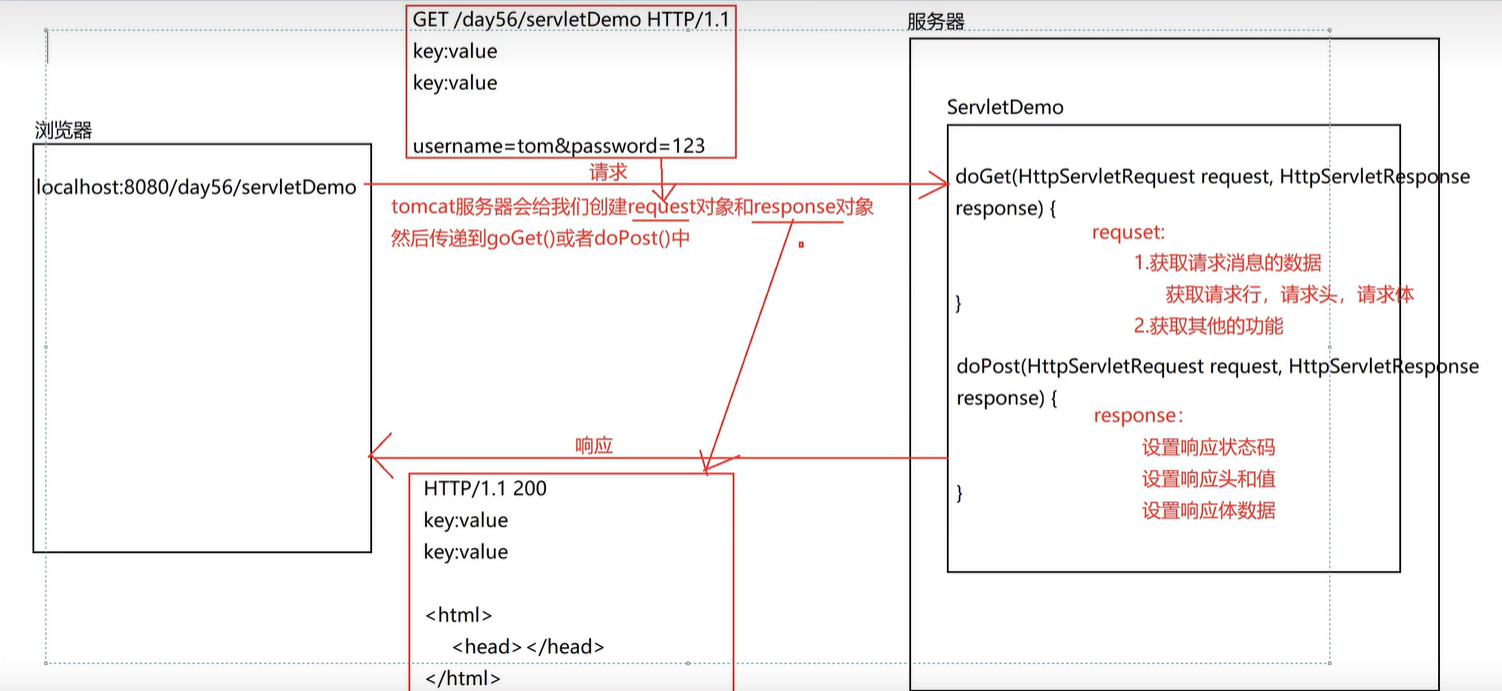 GET /day56/servletDemo HTTP/1.1
key:value
key:value
username=tom&password=123
服务器
浏览器
localhost:8080/day56/servletDemo
请求
tomcat服务器会给我们创建request对象和response对象
然后传递到goGet()或者doPost()中
ServletDemo
doGet(HttpServletRequest request, HttpServletResponse
response) {
requset:
1.获取请求消息的数据
获取请求行，请求头，请求体
}
2.获取其他的功能
doPost(HttpServletRequest request, HttpServletResponse
response) {
response：
设置响应状态码
设置响应头和值
}
设置响应体数据
响应
HTTP/1.1 200
key:value
key:value
<html>
<head></head>
</html>